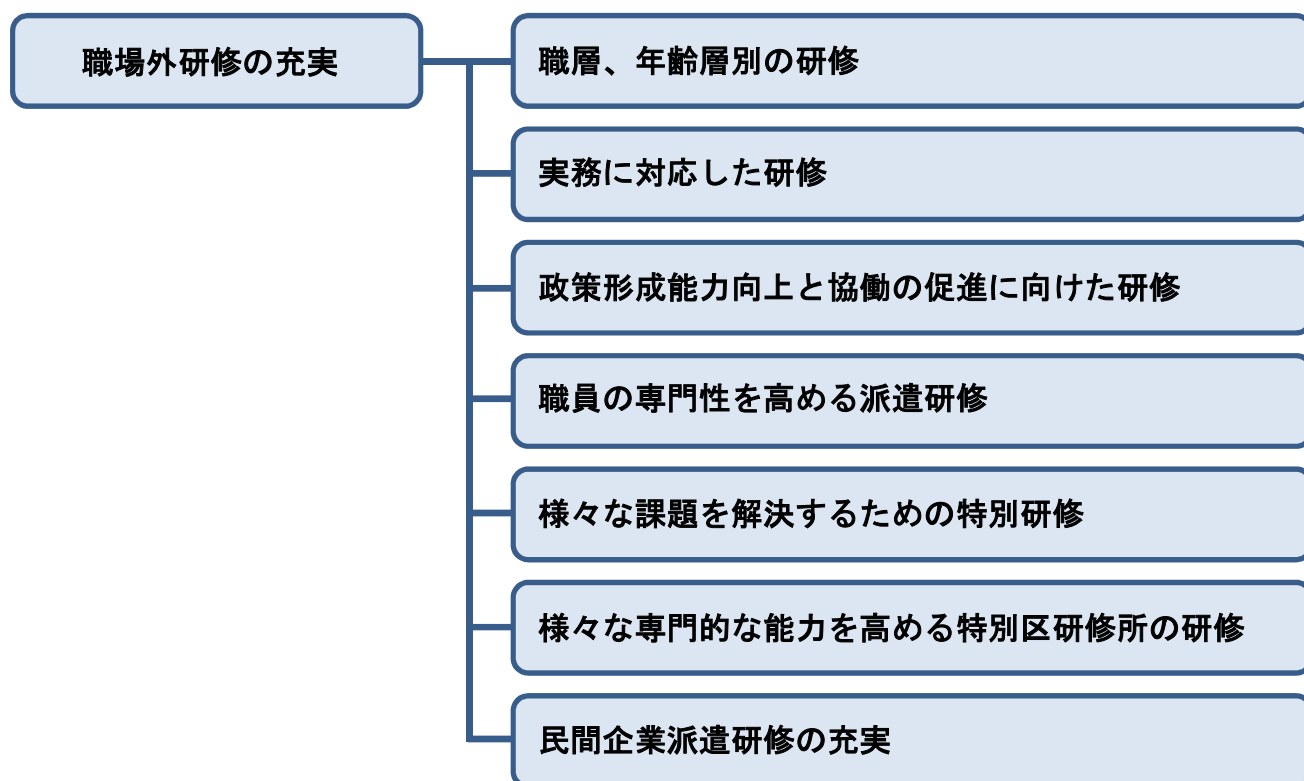 職場外研修の充実
職層、年齢層別の研修
実務に対応した研修
政策形成能力向上と協働の促進に向けた研修
職員の専門性を高める派遣研修
様々な課題を解決するための特別研修
様々な専門的な能力を高める特別区研修所の研修
民間企業派遣研修の充実